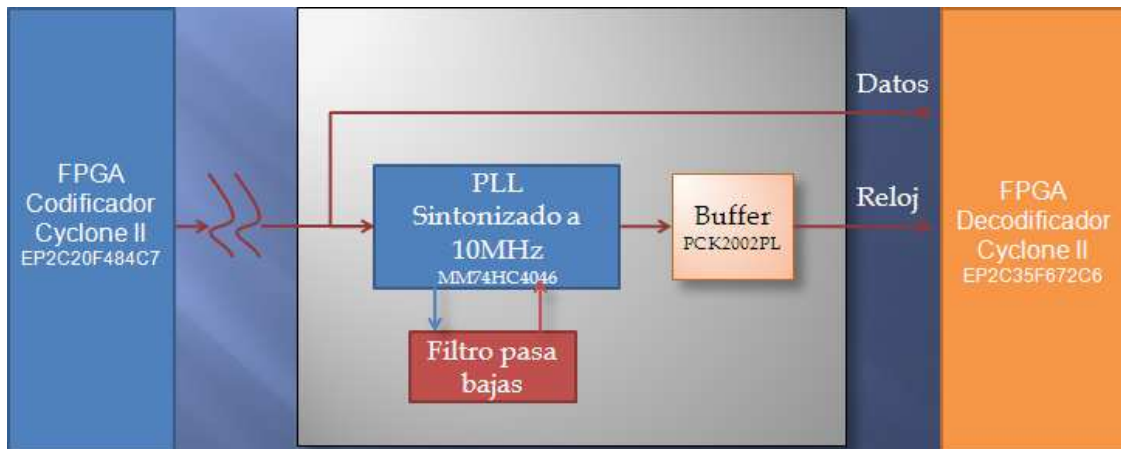 FPGA
Codificador
Cyclone II
EP2C20F484C7
PLL
Sintonizado a
10MHz
MM74HC4046
Filtro pasa
bajas
Buffer
PCK2002PL
Datos
Reloj
FPGA
Decodificador
Cyclone II
EP2C35F672C6